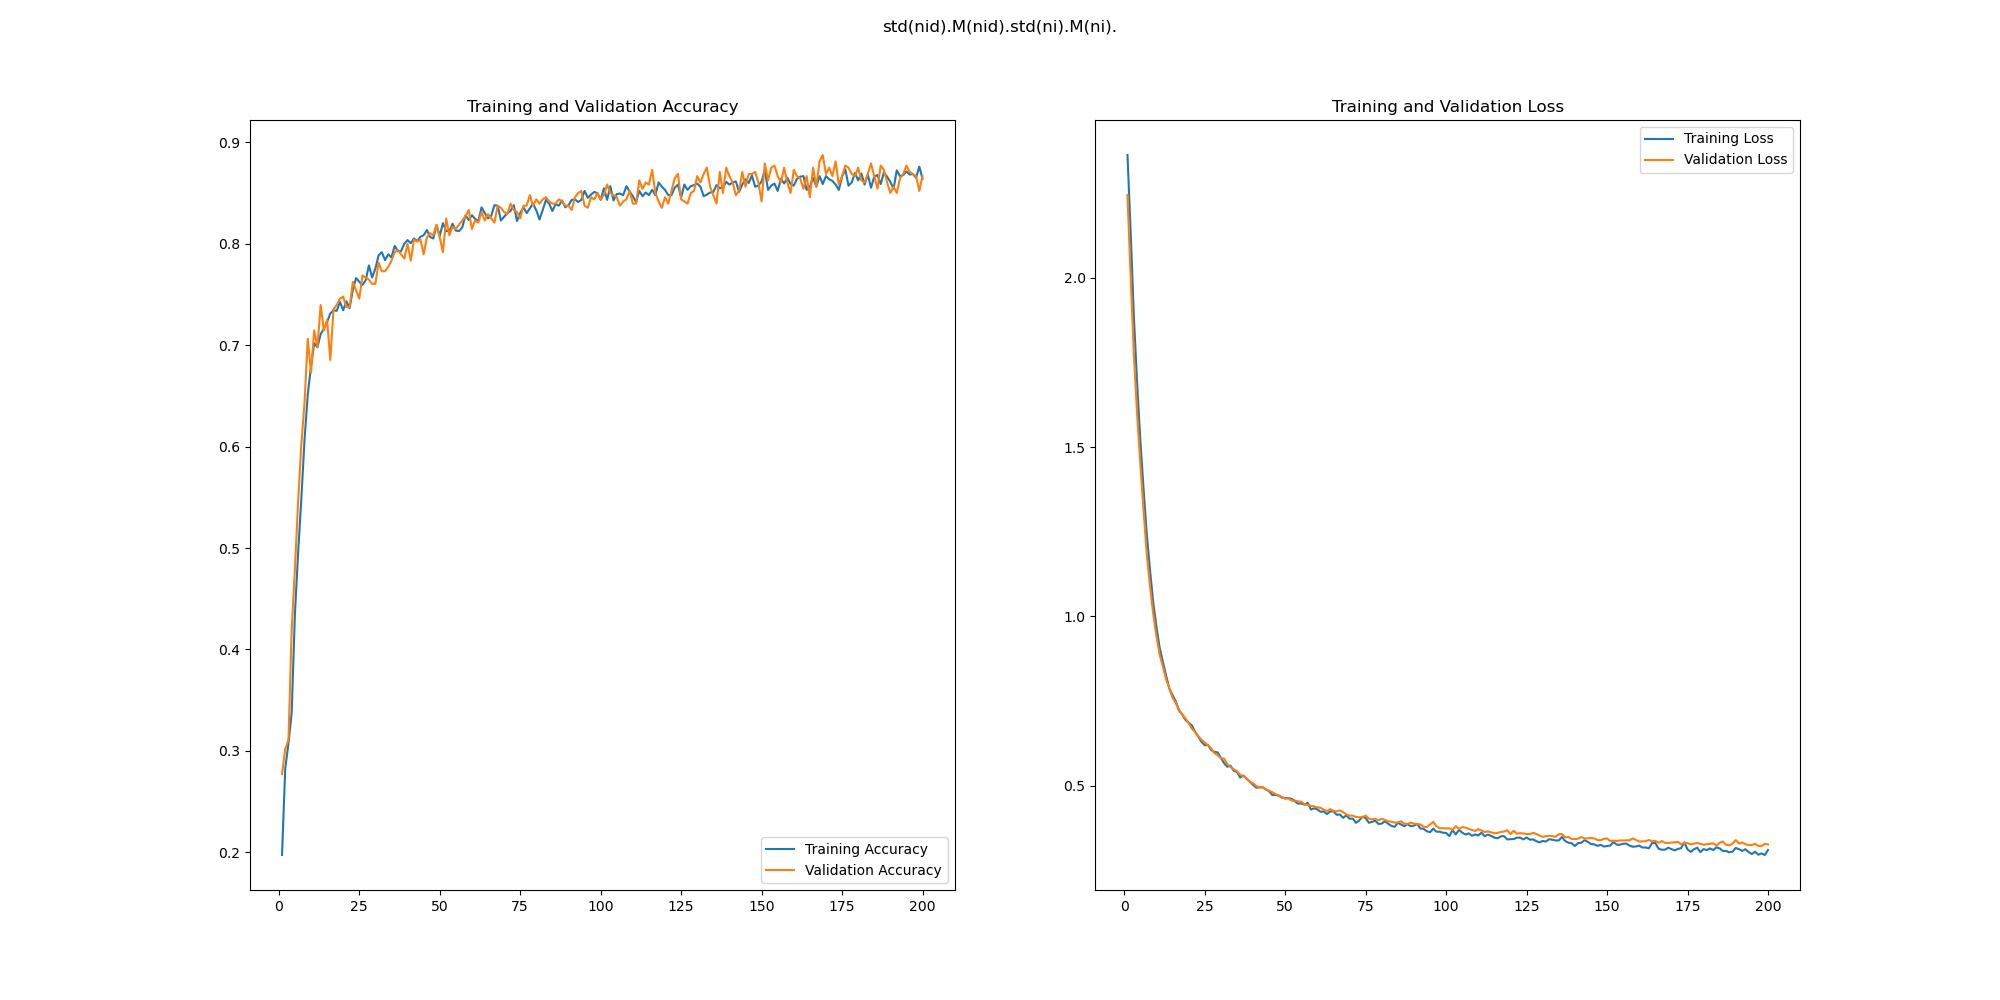 std(nid).M(nid).std(ni).M(ni).
Training and Validation Accuracy
0.9
0.8
0.7
0.6
0.5
0.4
0.3
0.2
0 25 50 75 100 125 150 175 200
Training Accuracy
Validation Accuracy
Training and Validation Loss
Training Loss
Validation Loss
2.0
1.5
1.0
0.5
0 25 50 75 100 125 150 175 200